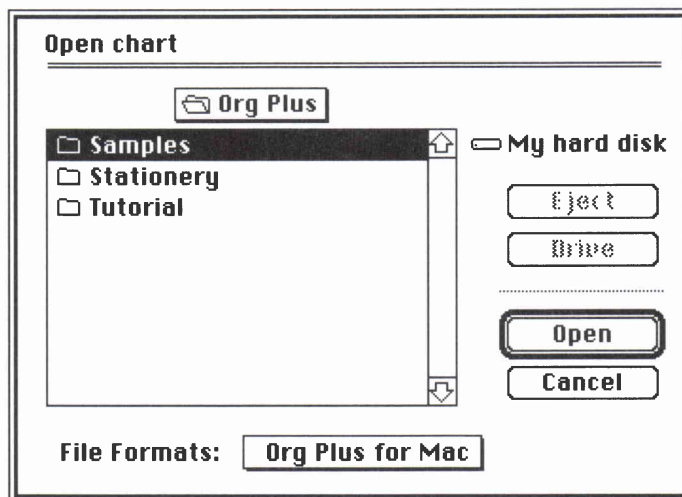 Open chart
Org Plus
Samples
Stationery
Tutorial
My hard disk
Eject
Drive
Open
Cancel
File Formats: Org Plus for Mac